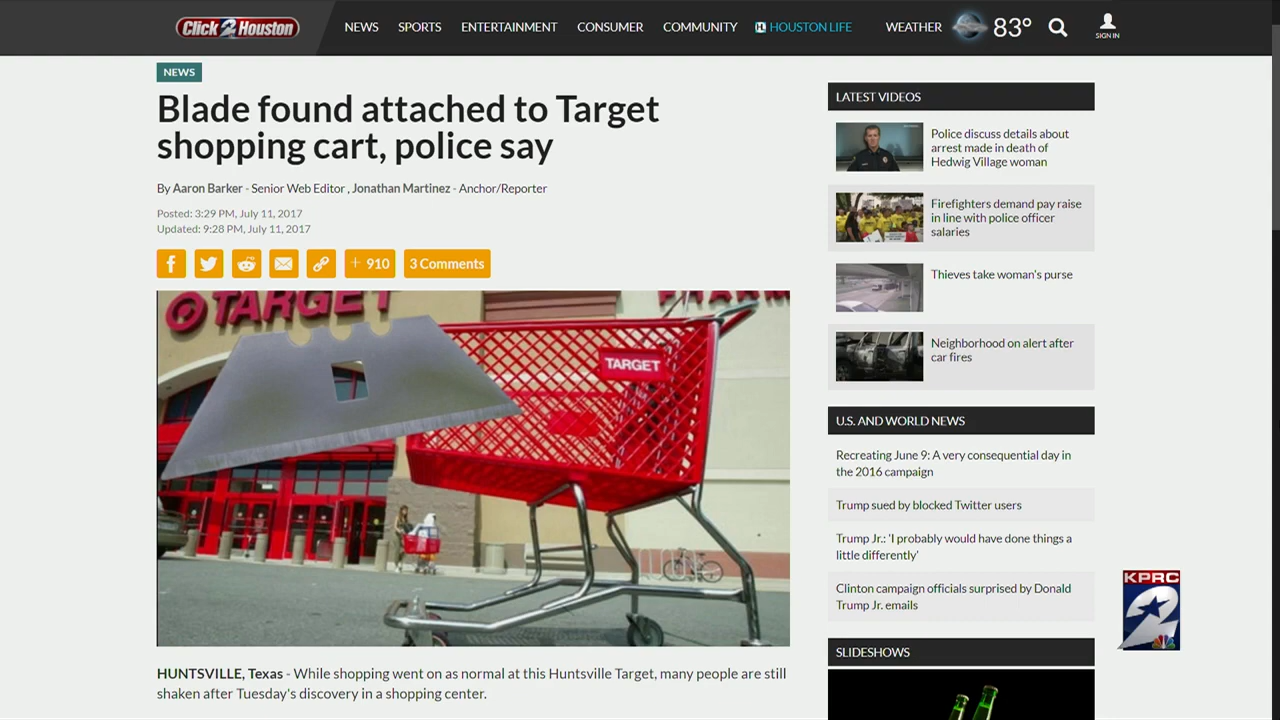 Click 2 Houston
NEWS
SPORTS
ENTERTAINMENT
CONSUMER
COMMUNITY
HOUSTON LIFE
WEATHER
83°
SIGN IN
NEWS
Blade found attached to Target
shopping cart, police say
By Aaron Barker - Senior Web Editor , Jonathan Martinez - Anchor/Reporter
Posted: 3:29 PM, July 11, 2017
Updated: 9:28 PM, July 11, 2017
+ 910
3 Comments
TARGET
PHARM
TARGET
HUNTSVILLE, Texas - While shopping went on as normal at this Huntsville Target, many people are still
shaken after Tuesday's discovery in a shopping center.
LATEST VIDEOS
Police discuss details about
arrest made in death of
Hedwig Village woman
Firefighters demand pay raise
in line with police officer
salaries
Thieves take woman's purse
Neighborhood on alert after
car fires
U.S. AND WORLD NEWS
Recreating June 9: A very consequential day in
the 2016 campaign
Trump sued by blocked Twitter users
Trump Jr.: 'I probably would have done things a
little differently'
Clinton campaign officials surprised by Donald
Trump Jr. emails
SLIDESHOWS
KPRC
2